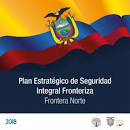 Plan Estratégico de Seguridad
Integral Fronteriza
Frontera Norte
2018